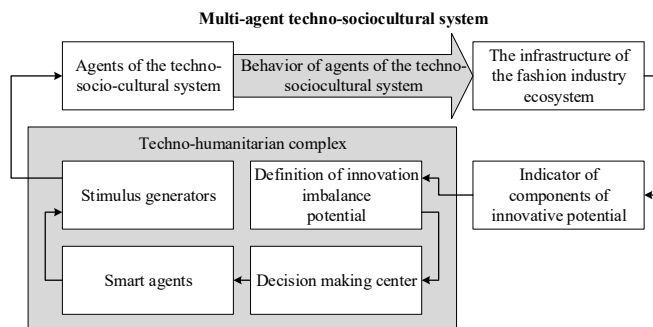 Multi-agent techno-sociocultural system
Agents of the techno-
socio-cultural system
Behavior of agents of the techno-
sociocultural system
The infrastructure of
the fashion industry
ecosystem
Techno-humanitarian complex
Stimulus generators
Definition of innovation
imbalance
potential
Indicator of
components of
innovative potential
Smart agents
Decision making center